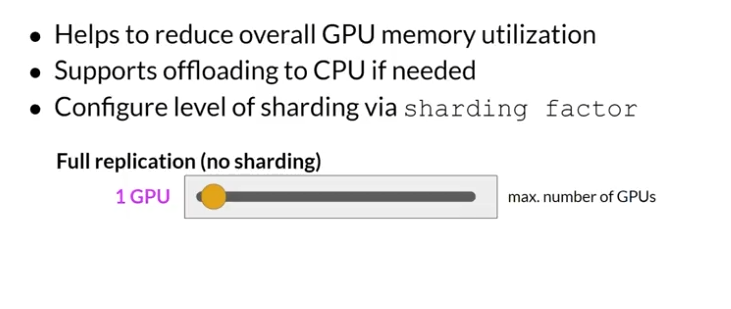 • Helps to reduce overall GPU memory utilization
• Supports offloading to CPU if needed
• Configure level of sharding via sharding factor
Full replication (no sharding)
1 GPU max. number of GPUs